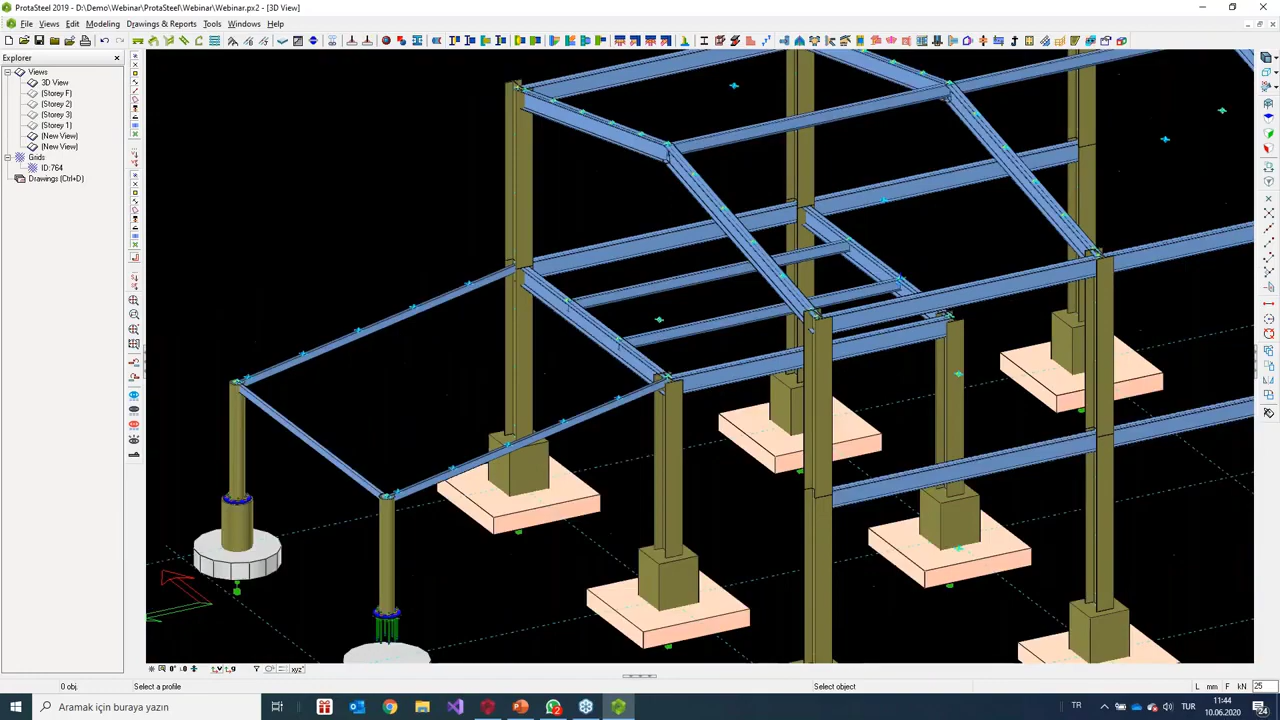 ProtaSteel 2019 - [D:\Demo\Webinar\ProtaSteel\Webinar\Webinar.px2 - [3D View]
File Views Edit Modeling Drawings & Reports Tools Windows Help
Explorer
Views
3D View
(Storey F)
(Storey 2)
(Storey 3)
(Storey 1)
(New View)
(New View)
Grids
ID:764
Drawings (Ctrl+D)
0 obj. Select a profile Select object L mm F kN 25
Aramak için buraya yazın
TR
11:44
10.06.2020
24